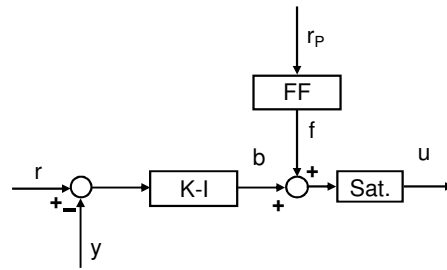 r_P
FF
f
r
b
u
K-I
Sat.
+
−
+
+
y